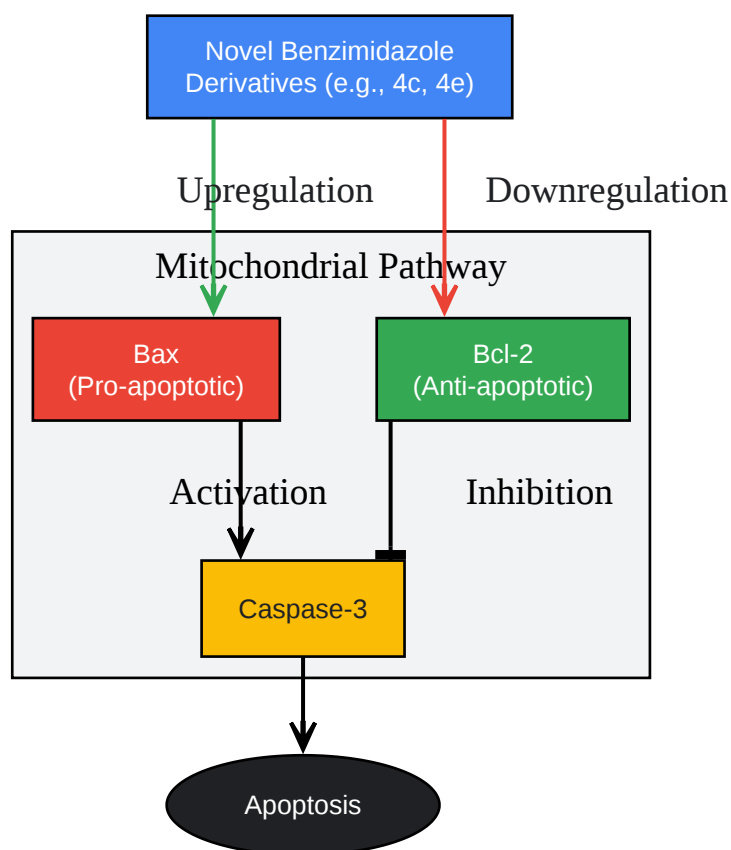 Novel Benzimidazole
Derivatives (e.g., 4c, 4e)
Upregulation
Downregulation
Mitochondrial Pathway
Bax
(Pro-apoptotic)
Bcl-2
(Anti-apoptotic)
Activation
Inhibition
Caspase-3
Apoptosis